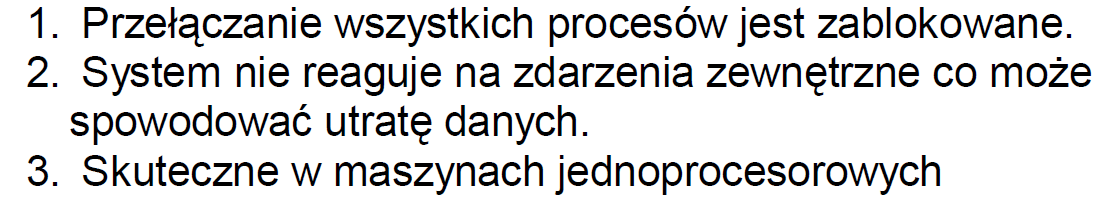 1. Przełączanie wszystkich procesów jest zablokowane.
2. System nie reaguje na zdarzenia zewnętrzne co może
spowodować utratę danych.
3. Skuteczne w maszynach jednoprocesorowych